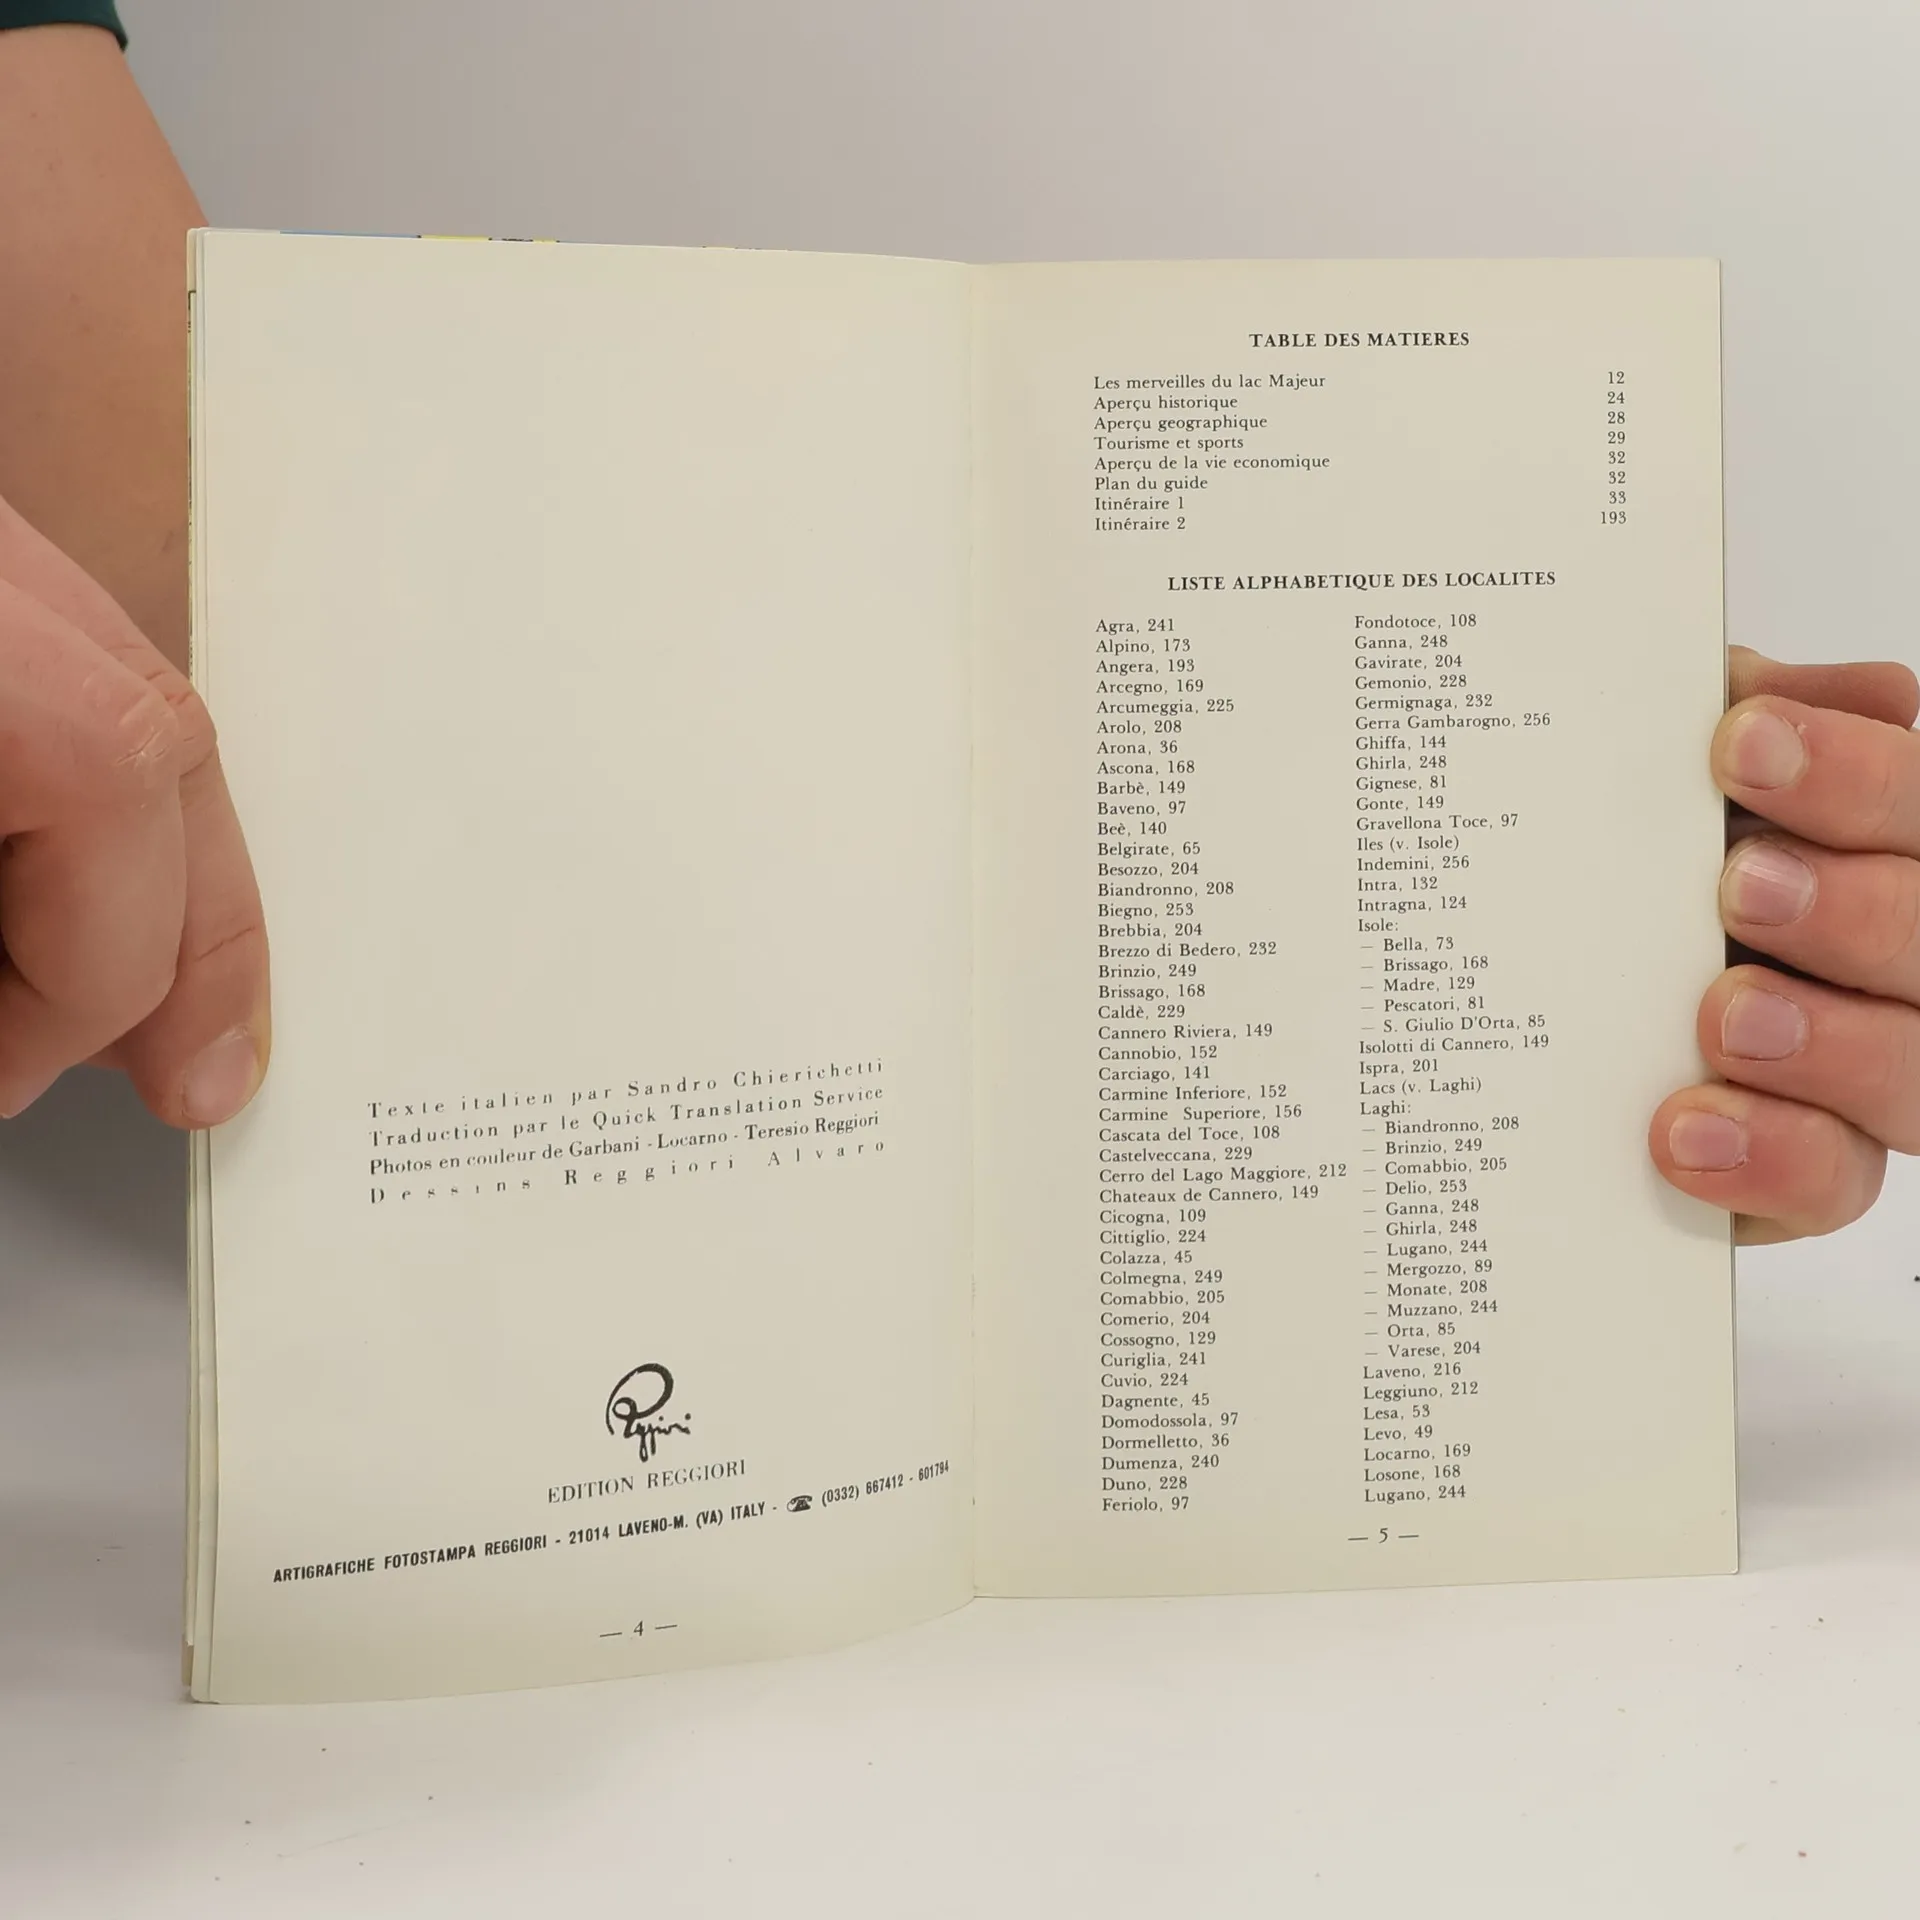 Texte italien par Sandro Chierichetti
Traduction par le Quick Translation Service
Photos en couleur de Garbani - Locarno - Teresio Reggiori
Dessins Reggiori Alvaro
Reggiori
EDITION REGGIORI
ARTIGRAFICHE FOTOSTAMPA REGGIORI - 21014 LAVENO-M. (VA) ITALY - ☎ (0332) 667412 - 601794
— 4 —
TABLE DES MATIERES
Les merveilles du lac Majeur 12
Aperçu historique 24
Aperçu geographique 28
Tourisme et sports 29
Aperçu de la vie economique 32
Plan du guide 32
Itinéraire 1 33
Itinéraire 2 193
LISTE ALPHABETIQUE DES LOCALITES
Agra, 241
Alpino, 173
Angera, 193
Arcegno, 169
Arcumeggia, 225
Arolo, 208
Arona, 36
Ascona, 168
Barbè, 149
Baveno, 97
Beè, 140
Belgirate, 65
Besozzo, 204
Biandronno, 208
Biegno, 253
Brebbia, 204
Brezzo di Bedero, 232
Brinzio, 249
Brissago, 168
Caldè, 229
Cannero Riviera, 149
Cannobio, 152
Carciago, 141
Carmine Inferiore, 152
Carmine Superiore, 156
Cascata del Toce, 108
Castelveccana, 229
Cerro del Lago Maggiore, 212
Chateaux de Cannero, 149
Cicogna, 109
Cittiglio, 224
Colazza, 45
Colmegna, 249
Comabbio, 205
Comerio, 204
Cossogno, 129
Curiglia, 241
Cuvio, 224
Dagnente, 45
Domodossola, 97
Dormelletto, 36
Dumenza, 240
Duno, 228
Feriolo, 97
Fondotoce, 108
Ganna, 248
Gavirate, 204
Gemonio, 228
Germignaga, 232
Gerra Gambarogno, 256
Ghiffa, 144
Ghirla, 248
Gignese, 81
Gonte, 149
Gravellona Toce, 97
Iles (v. Isole)
Indemini, 256
Intra, 132
Intragna, 124
Isole:
— Bella, 73
— Brissago, 168
— Madre, 129
— Pescatori, 81
— S. Giulio D'Orta, 85
Isolotti di Cannero, 149
Ispra, 201
Lacs (v. Laghi)
Laghi:
— Biandronno, 208
— Brinzio, 249
— Comabbio, 205
— Delio, 253
— Ganna, 248
— Ghirla, 248
— Lugano, 244
— Mergozzo, 89
— Monate, 208
— Muzzano, 244
— Orta, 85
— Varese, 204
Laveno, 216
Leggiuno, 212
Lesa, 53
Levo, 49
Locarno, 169
Losone, 168
Lugano, 244
— 5 —